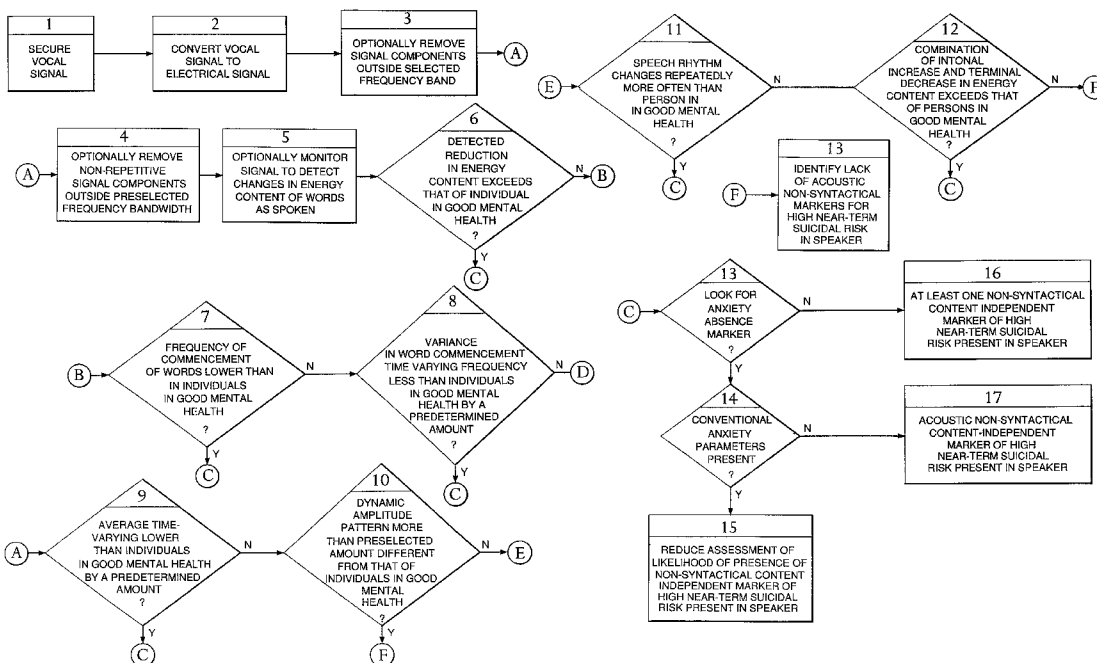 1
SECURE
VOCAL
SIGNAL
2
CONVERT VOCAL
SIGNAL TO
ELECTRICAL SIGNAL
3
OPTIONALLY REMOVE
SIGNAL COMPONENTS
OUTSIDE SELECTED
FREQUENCY BAND
A
A
4
OPTIONALLY REMOVE
NON-REPETITIVE
SIGNAL COMPONENTS
OUTSIDE PRESELECTED
FREQUENCY BANDWIDTH
5
OPTIONALLY MONITOR
SIGNAL TO DETECT
CHANGES IN ENERGY
CONTENT OF WORDS
AS SPOKEN
6
DETECTED
REDUCTION
IN ENERGY
CONTENT EXCEEDS
THAT OF INDIVIDUAL
IN GOOD MENTAL
HEALTH
?
N
B
Y
C
B
7
FREQUENCY OF
COMMENCEMENT
OF WORDS LOWER THAN
IN INDIVIDUALS
IN GOOD MENTAL
HEALTH
?
N
Y
C
8
VARIANCE
IN WORD COMMENCEMENT
TIME VARYING FREQUENCY
LESS THAN INDIVIDUALS
IN GOOD MENTAL
HEALTH BY A
PREDETERMINED
AMOUNT
?
N
D
Y
C
A
9
AVERAGE TIME-
VARYING LOWER
THAN INDIVIDUALS
IN GOOD MENTAL HEALTH
BY A PREDETERMINED
AMOUNT
?
N
Y
C
10
DYNAMIC
AMPLITUDE
PATTERN MORE
THAN PRESELECTED
AMOUNT DIFFERENT
FROM THAT OF
INDIVIDUALS IN GOOD
MENTAL
HEALTH
?
N
E
Y
F
E
11
SPEECH RHYTHM
CHANGES REPEATEDLY
MORE OFTEN THAN
PERSON IN
IN GOOD MENTAL
HEALTH
?
N
Y
C
12
COMBINATION
OF INTONAL
INCREASE AND TERMINAL
DECREASE IN ENERGY
CONTENT EXCEEDS THAT
OF PERSONS IN
GOOD MENTAL
HEALTH
?
N
F
Y
C
F
13
IDENTIFY LACK
OF ACOUSTIC
NON-SYNTACTICAL
MARKERS FOR
HIGH NEAR-TERM
SUICIDAL RISK
IN SPEAKER
C
13
LOOK FOR
ANXIETY
ABSENCE
MARKER
?
N
Y
16
AT LEAST ONE NON-SYNTACTICAL
CONTENT INDEPENDENT
MARKER OF HIGH
NEAR-TERM SUICIDAL
RISK PRESENT IN SPEAKER
14
CONVENTIONAL
ANXIETY
PARAMETERS
PRESENT
?
N
Y
17
ACOUSTIC NON-SYNTACTICAL
CONTENT-INDEPENDENT
MARKER OF HIGH
NEAR-TERM SUICIDAL
RISK PRESENT IN SPEAKER
15
REDUCE ASSESSMENT OF
LIKELIHOOD OF PRESENCE OF
NON-SYNTACTICAL CONTENT
INDEPENDENT MARKER OF
HIGH NEAR-TERM SUICIDAL
RISK PRESENT IN SPEAKER